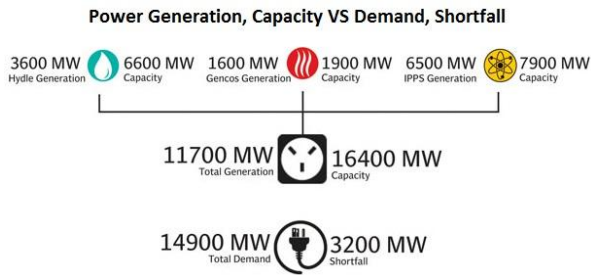 Power Generation, Capacity VS Demand, Shortfall
3600 MW 6600 MW 1600 MW 1900 MW 6500 MW 7900 MW
Hydle Generation Capacity Gencos Generation Capacity IPPS Generation Capacity
11700 MW 16400 MW
Total Generation Capacity
14900 MW 3200 MW
Total Demand Shortfall